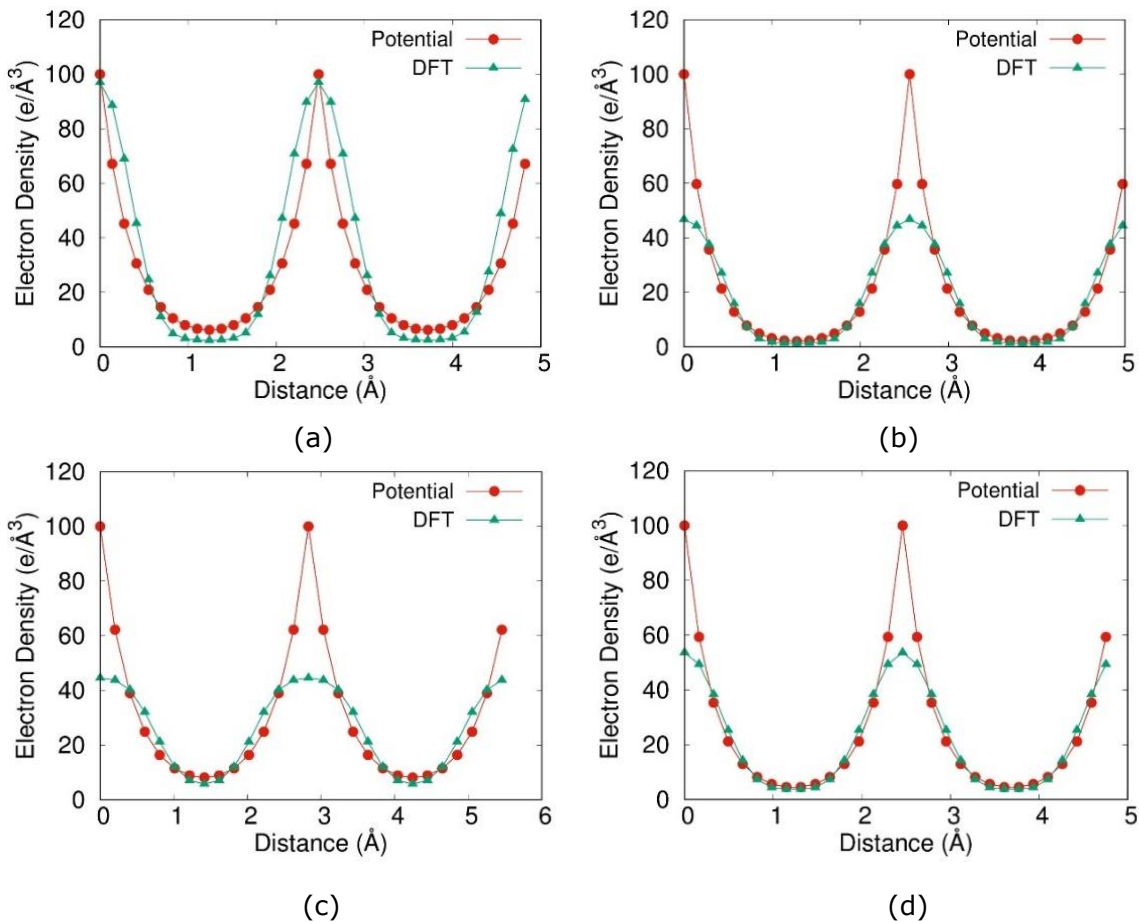 120
100
80
60
40
20
0
Electron Density (e/Å³)
Potential
DFT
0 1 2 3 4 5
Distance (Å)
(a)
120
100
80
60
40
20
0
Electron Density (e/Å³)
Potential
DFT
0 1 2 3 4 5
Distance (Å)
(b)
120
100
80
60
40
20
0
Electron Density (e/Å³)
Potential
DFT
0 1 2 3 4 5 6
Distance (Å)
(c)
120
100
80
60
40
20
0
Electron Density (e/Å³)
Potential
DFT
0 1 2 3 4 5
Distance (Å)
(d)